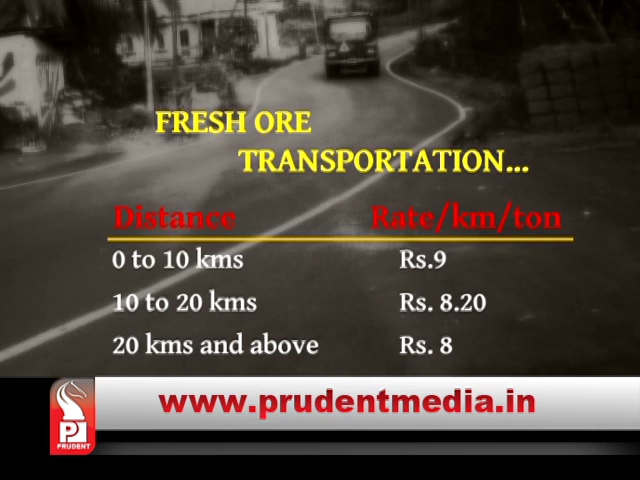 FRESH ORE
TRANSPORTATION...
Distance Rate/km/ton
0 to 10 kms Rs.9
10 to 20 kms Rs. 8.20
20 kms and above Rs. 8
www.prudentmedia.in
P
PRUDENT